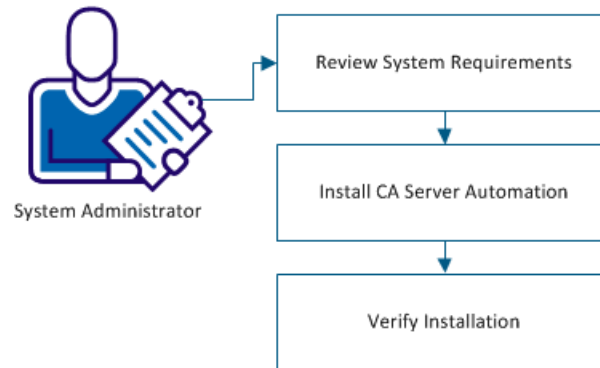 Review System Requirements
System Administrator
Install CA Server Automation
Verify Installation